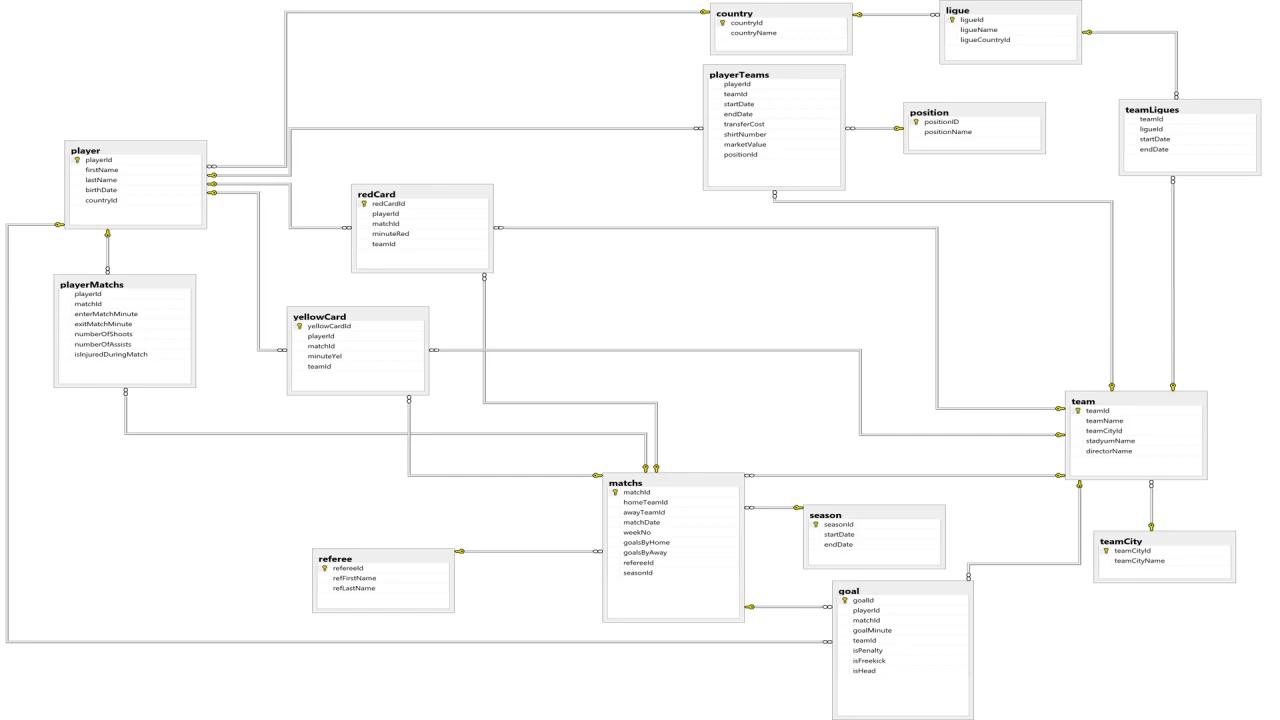 country
countryId
countryName
ligue
ligueId
ligueName
ligueCountryId
playerTeams
playerId
teamId
startDate
endDate
transferCost
shirtNumber
marketValue
positionId
position
positionID
positionName
teamLigues
teamId
ligueId
startDate
endDate
player
playerId
firstName
lastName
birthDate
countryId
redCard
redCardId
playerId
matchId
minuteRed
teamId
playerMatchs
playerId
matchId
enterMatchMinute
exitMatchMinute
numberOfShoots
numberOfAssists
isInjuredDuringMatch
yellowCard
yellowCardId
playerId
matchId
minuteYel
teamId
team
teamId
teamName
teamCityId
stadyumName
directorName
matchs
matchId
homeTeamId
awayTeamId
matchDate
weekNo
goalsByHome
goalsByAway
refereeId
seasonId
season
seasonId
startDate
endDate
teamCity
teamCityId
teamCityName
referee
refereeId
refFirstName
refLastName
goal
goalId
playerId
matchId
goalMinute
teamId
isPenalty
isFreekick
isHead